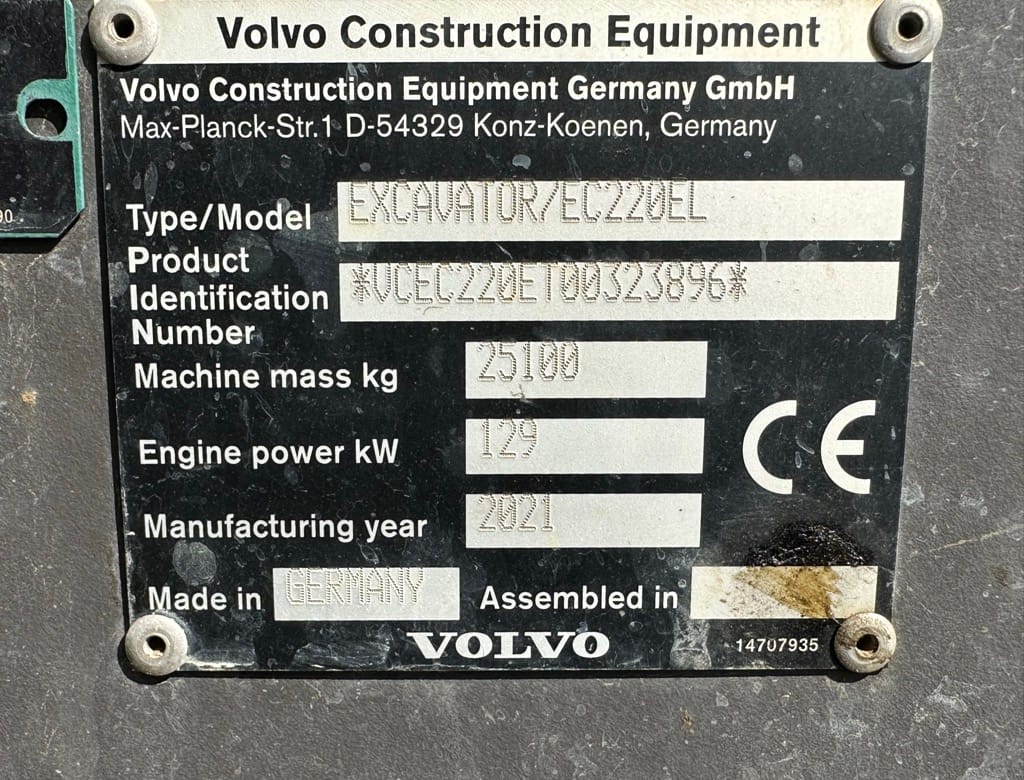 Volvo Construction Equipment
Volvo Construction Equipment Germany GmbH
Max-Planck-Str.1 D-54329 Konz-Koenen, Germany
Type/Model EXCAVATOR/EC220EL
Product
Identification *VCEC220ET00323896*
Number
Machine mass kg 25100
Engine power kW 129
CE
Manufacturing year 2021
Made in GERMANY Assembled in
VOLVO 14707935
90